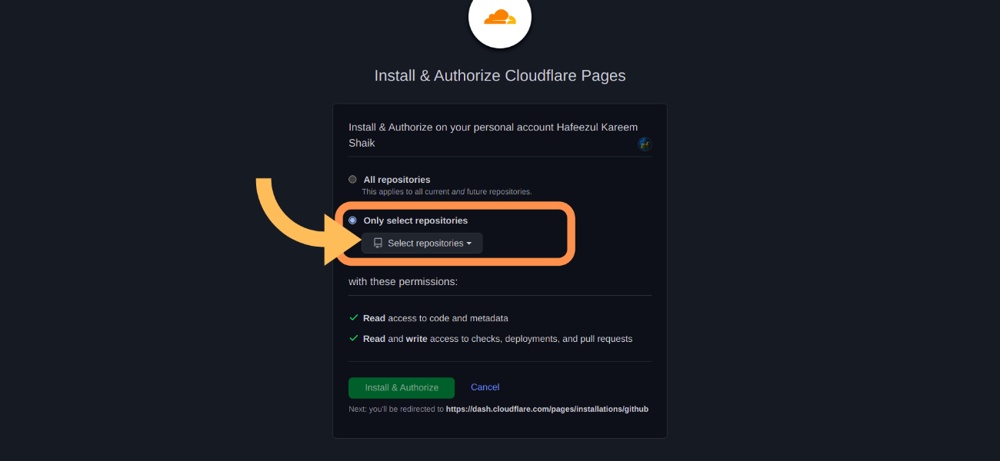 Install & Authorize Cloudflare Pages
Install & Authorize on your personal account Hafeezul Kareem
Shaik
All repositories
This applies to all current and future repositories.
Only select repositories
Select repositories
with these permissions:
Read access to code and metadata
Read and write access to checks, deployments, and pull requests
Install & Authorize Cancel
Next: you'll be redirected to https://dash.cloudflare.com/pages/installations/github